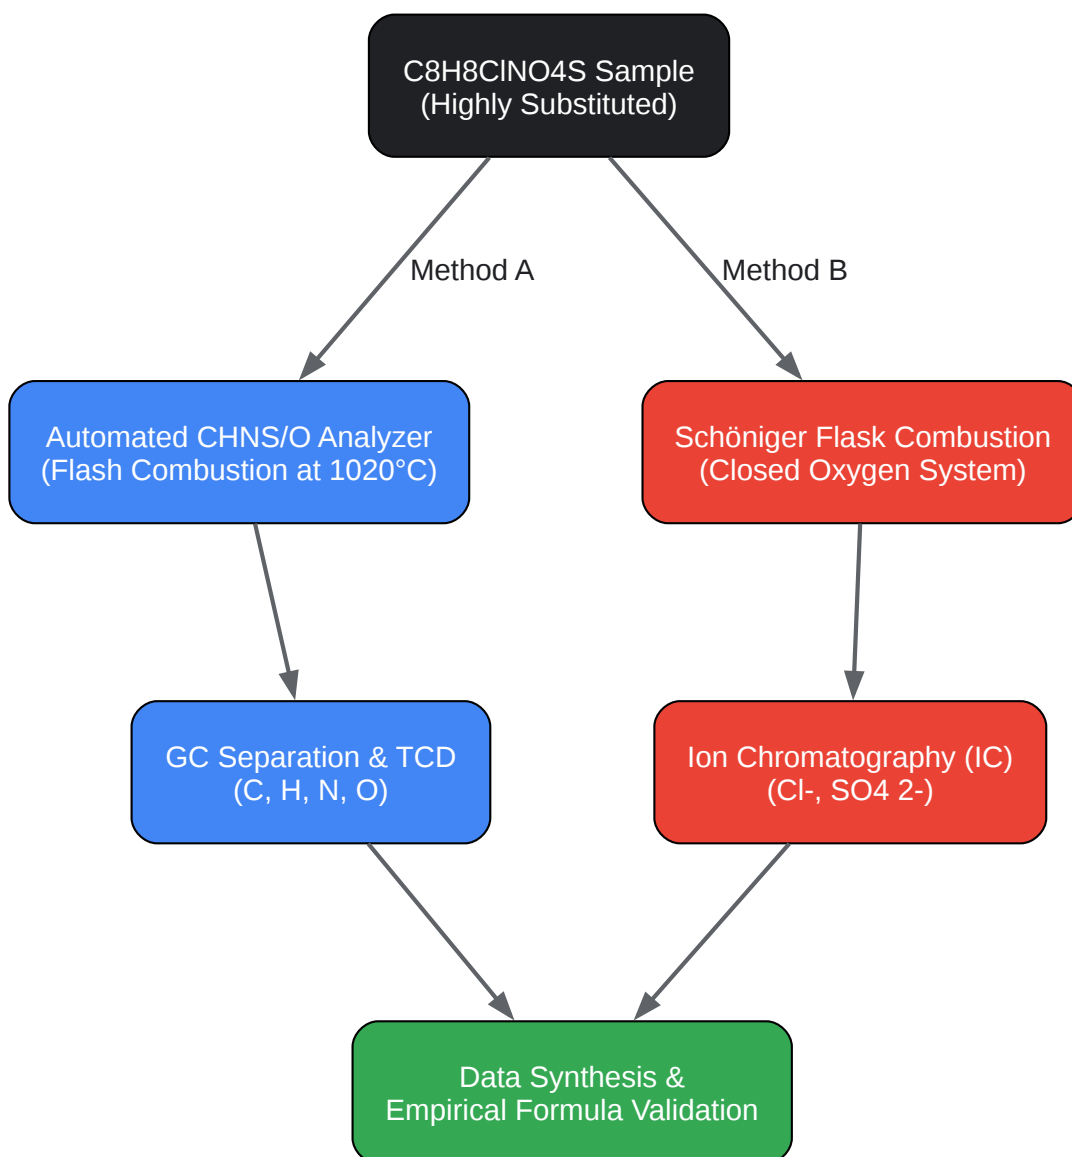 C8H8ClNO4S Sample
(Highly Substituted)
Method A
Method B
Automated CHNS/O Analyzer
(Flash Combustion at 1020°C)
Schöniger Flask Combustion
(Closed Oxygen System)
GC Separation & TCD
(C, H, N, O)
Ion Chromatography (IC)
(Cl-, SO4 2-)
Data Synthesis &
Empirical Formula Validation